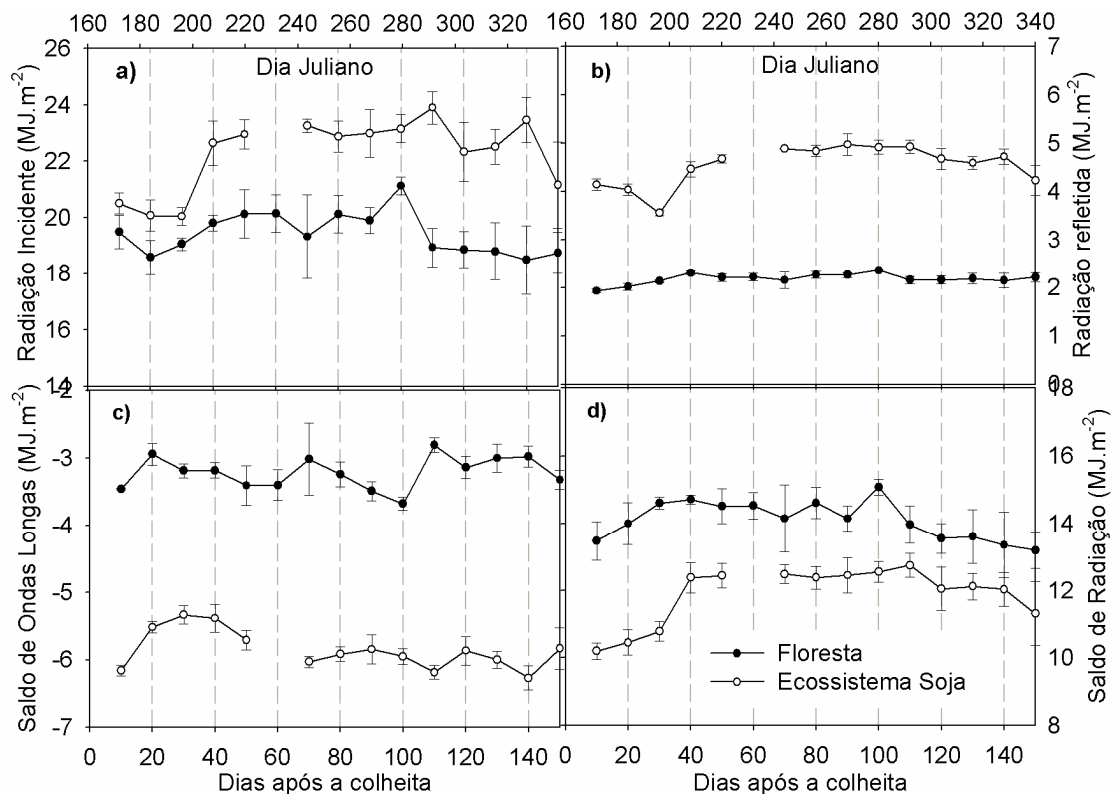 160 180 200 220 240 260 280 300 320
160 180 200 220 240 260 280 300 320 340
a) Dia Juliano
b) Dia Juliano
Radiação Incidente (MJ.m-2)
26
24
22
20
18
16
14
Radiação refletida (MJ.m-2)
7
6
5
4
3
2
1
0
c)
Saldo de Ondas Longas (MJ.m-2)
-2
-3
-4
-5
-6
-7
d)
Saldo de Radiação (MJ.m-2)
18
16
14
12
10
8
Floresta
Ecossistema Soja
0 20 40 60 80 100 120 140
0 20 40 60 80 100 120 140
Dias após a colheita
Dias após a colheita